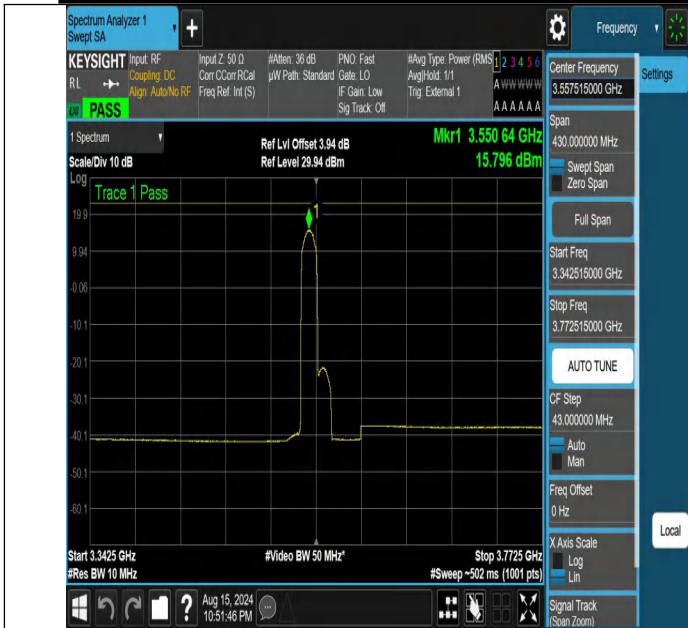 Spectrum Analyzer 1
Swept SA
+
Frequency
KEYSIGHT
RL
LXI PASS
Input: RF
Coupling: DC
Align: Auto/No RF
Input Z: 50 Ω
Corr CCorr RCal
Freq Ref: Int (S)
#Atten: 36 dB
µW Path: Standard
PNO: Fast
Gate: LO
IF Gain: Low
Sig Track: Off
#Avg Type: Power (RMS
Avg|Hold: 1/1
Trig: External 1
1 2 3 4 5 6
A W W W W W
A A A A A A
1 Spectrum
Scale/Div 10 dB
Log
Ref Lvl Offset 3.94 dB
Ref Level 29.94 dBm
Mkr1 3.550 64 GHz
15.796 dBm
Trace 1 Pass
1
19.9
9.94
-0.06
-10.1
-20.1
-30.1
-40.1
-50.1
-60.1
Start 3.3425 GHz
#Res BW 10 MHz
#Video BW 50 MHz*
Stop 3.7725 GHz
#Sweep ~502 ms (1001 pts)
Aug 15, 2024
10:51:46 PM
?
Center Frequency
3.557515000 GHz
Settings
Span
430.000000 MHz
Swept Span
Zero Span
Full Span
Start Freq
3.342515000 GHz
Stop Freq
3.772515000 GHz
AUTO TUNE
CF Step
43.000000 MHz
Auto
Man
Freq Offset
0 Hz
Local
X Axis Scale
Log
Lin
Signal Track
(Span Zoom)